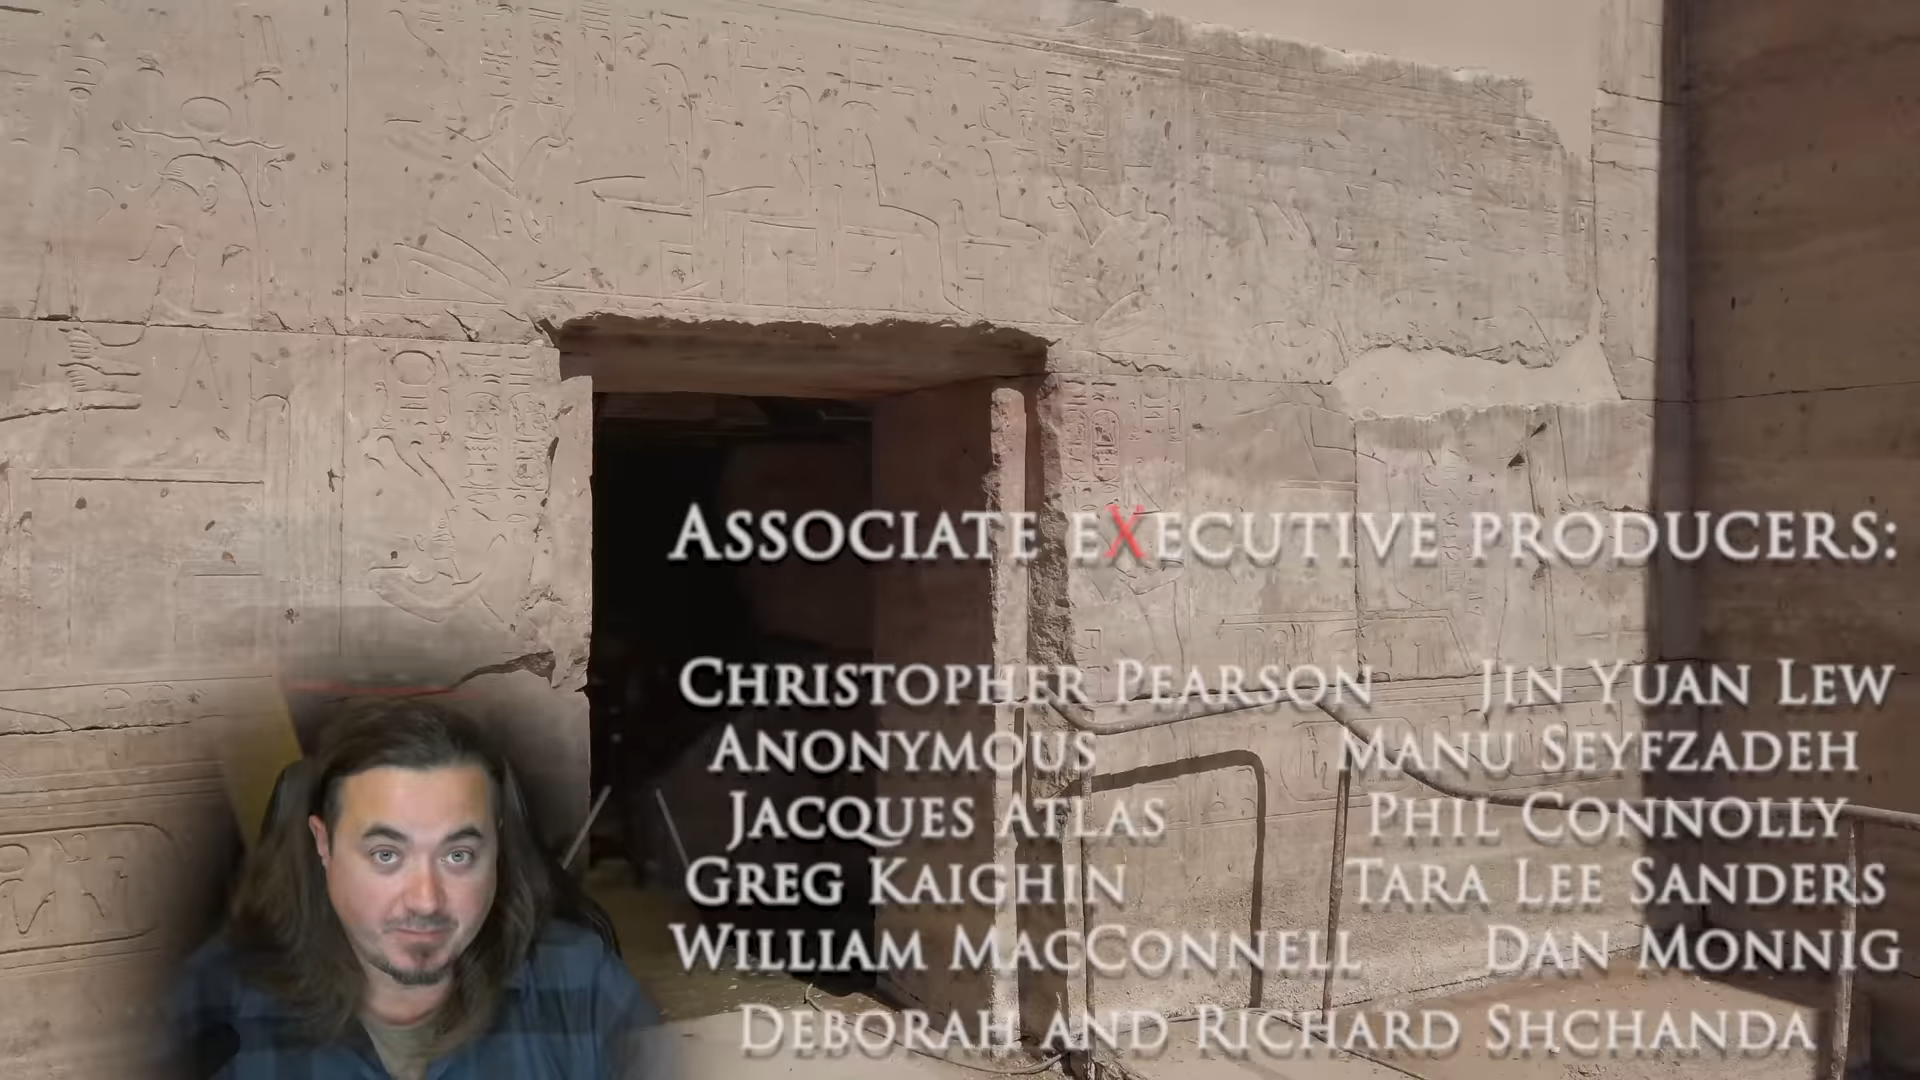 ASSOCIATE EXECUTIVE PRODUCERS:
CHRISTOPHER PEARSON JIN YUAN LEW
ANONYMOUS MANU SEYFZADEH
JACQUES ATLAS PHIL CONNOLLY
GREG KAIGHIN TARA LEE SANDERS
WILLIAM MACCONNELL DAN MONNIG
DEBORAH AND RICHARD SHCHANDA